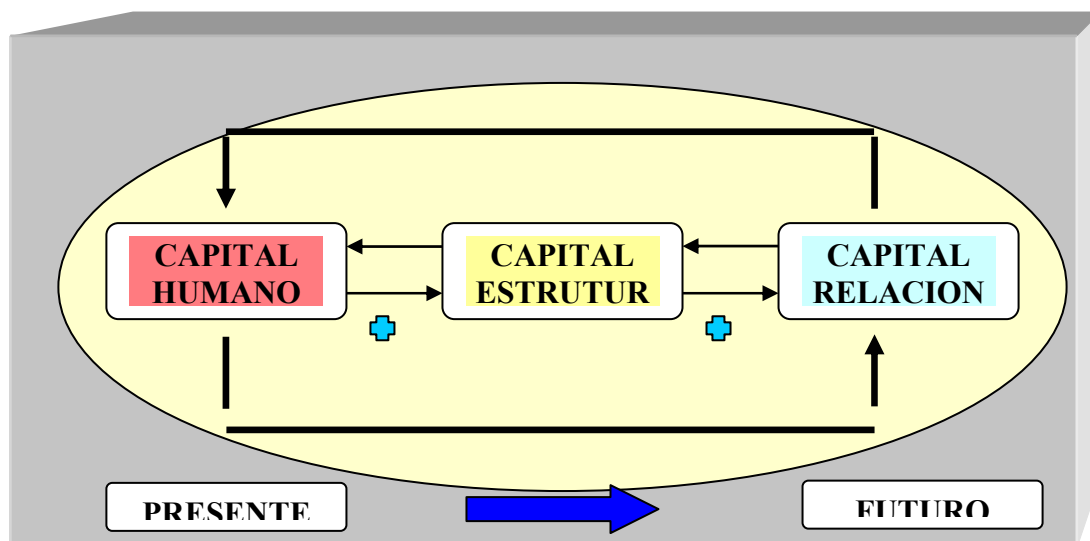 CAPITAL
HUMANO
CAPITAL
ESTRUTUR
CAPITAL
RELACION
PRESENTE
FUTURO